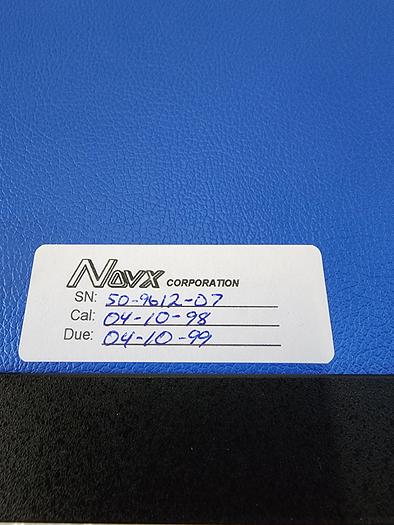 NOVX CORPORATION
SN: 50-9612-07
Cal: 04-10-98
Due: 04-10-99